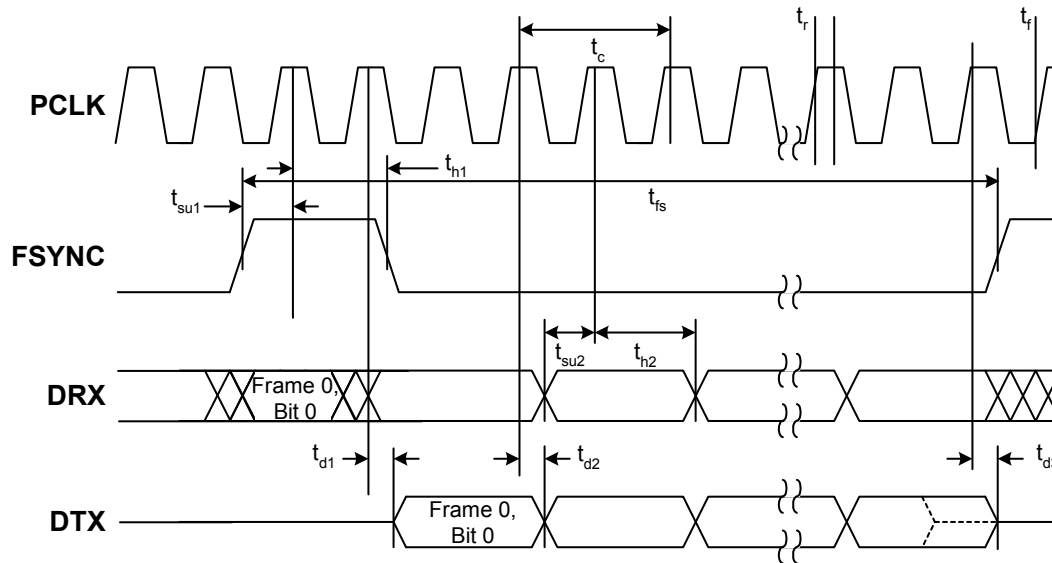 t_r
t_f
t_c
PCLK
t_h1
t_su1
t_fs
FSYNC
t_su2
t_h2
DRX
Frame 0,
Bit 0
t_d1
t_d2
DTX
Frame 0,
Bit 0